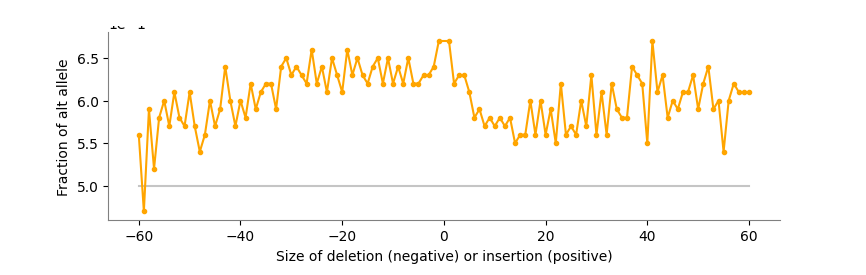 6.5
6.0
5.5
5.0
Fraction of alt allele
−60 −40 −20 0 20 40 60
Size of deletion (negative) or insertion (positive)